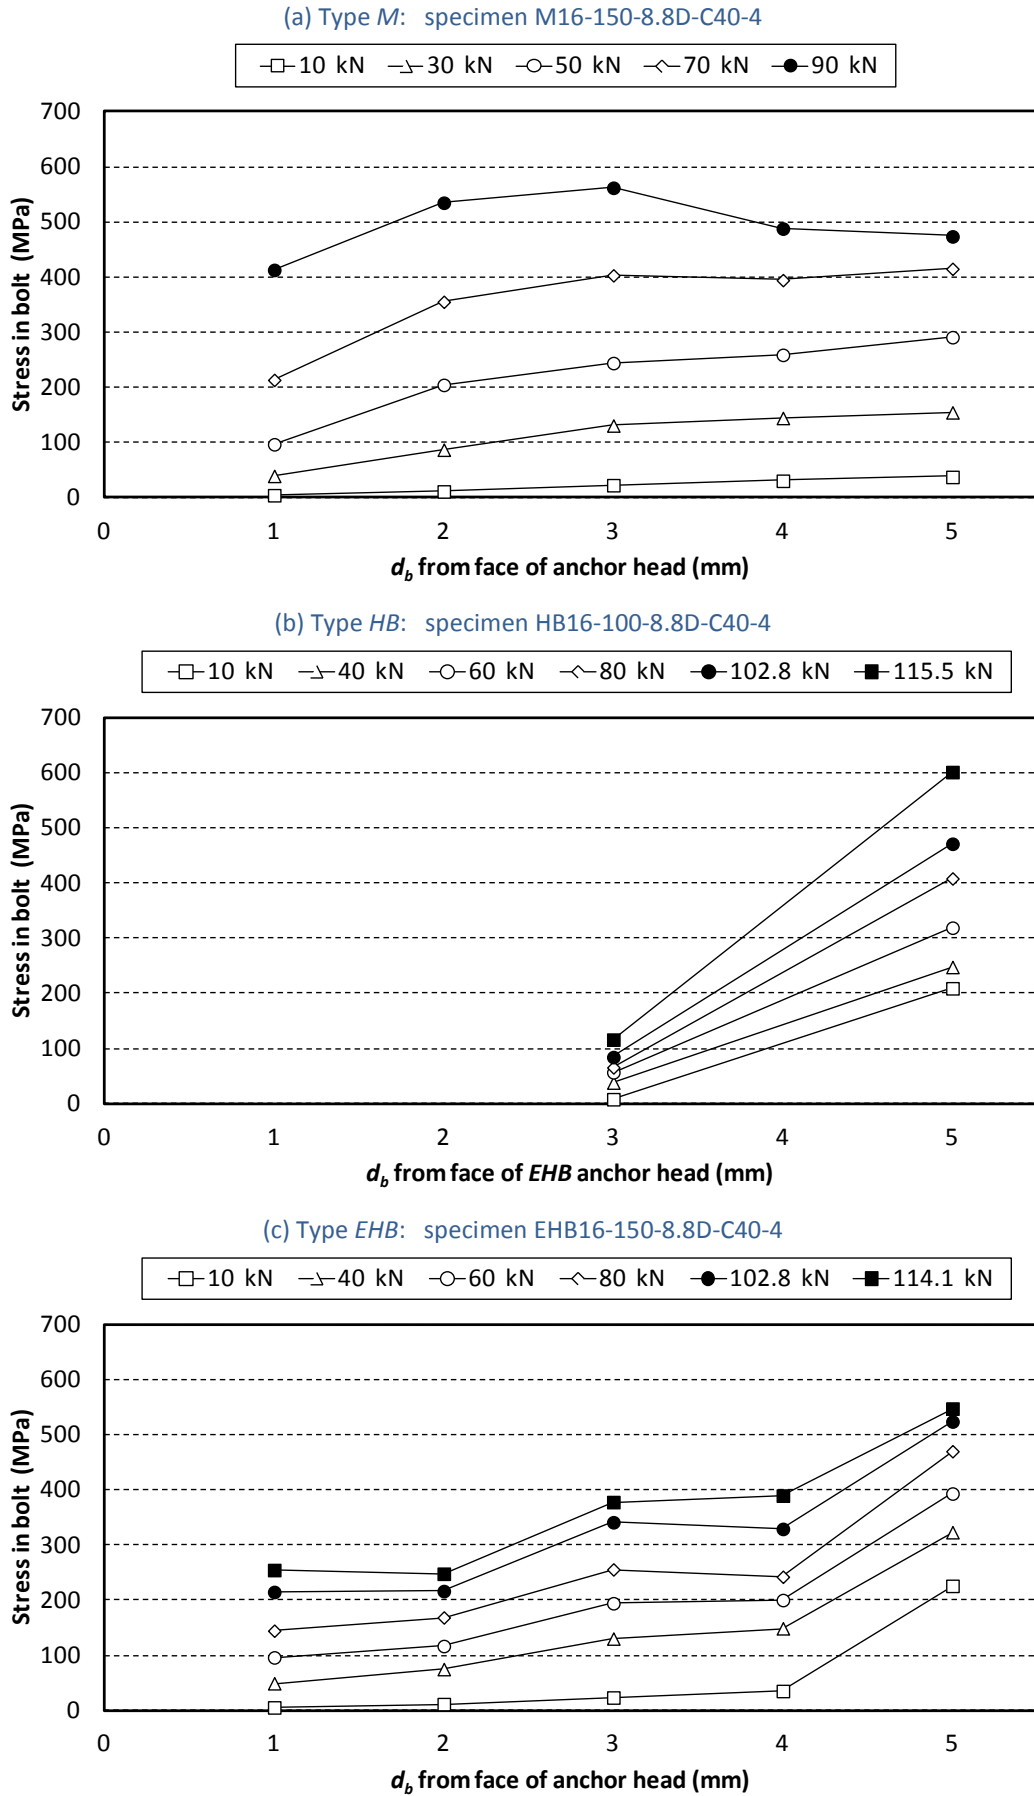 (a) Type M: specimen M16-150-8.8D-C40-4
10 kN 30 kN 50 kN 70 kN 90 kN
700
600
500
400
300
200
100
0
Stress in bolt (MPa)
0 1 2 3 4 5
db from face of anchor head (mm)
(b) Type HB: specimen HB16-100-8.8D-C40-4
10 kN 40 kN 60 kN 80 kN 102.8 kN 115.5 kN
700
600
500
400
300
200
100
0
Stress in bolt (MPa)
0 1 2 3 4 5
db from face of EHB anchor head (mm)
(c) Type EHB: specimen EHB16-150-8.8D-C40-4
10 kN 40 kN 60 kN 80 kN 102.8 kN 114.1 kN
700
600
500
400
300
200
100
0
Stress in bolt (MPa)
0 1 2 3 4 5
db from face of anchor head (mm)